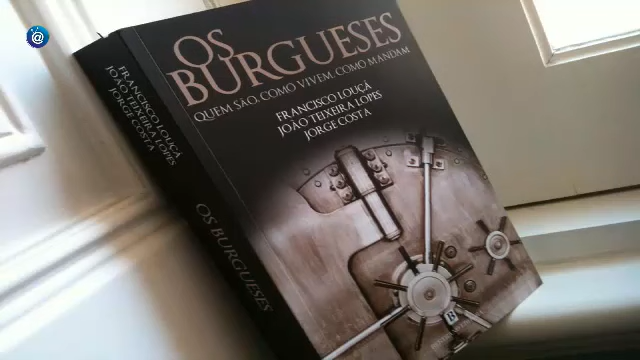 @
OS
BURGUESES
QUEM SÃO, COMO VIVEM, COMO MANDAM
FRANCISCO LOUÇÃ
JOÃO TEIXEIRA LOPES
JORGE COSTA
FRANCISCO LOUÇÃ
JOÃO TEIXEIRA LOPES
JORGE COSTA
OS BURGUESES
B